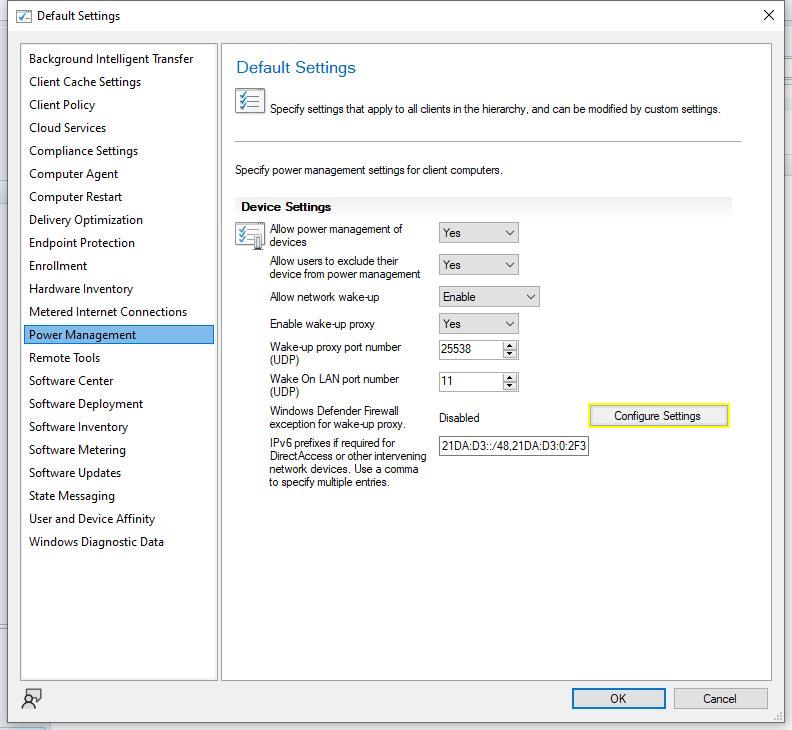 Default Settings
Background Intelligent Transfer
Client Cache Settings
Client Policy
Cloud Services
Compliance Settings
Computer Agent
Computer Restart
Delivery Optimization
Endpoint Protection
Enrollment
Hardware Inventory
Metered Internet Connections
Power Management
Remote Tools
Software Center
Software Deployment
Software Inventory
Software Metering
Software Updates
State Messaging
User and Device Affinity
Windows Diagnostic Data
Default Settings
Specify settings that apply to all clients in the hierarchy, and can be modified by custom settings.
Specify power management settings for client computers.
Device Settings
Allow power management of
devices
Yes
Allow users to exclude their
device from power management
Yes
Allow network wake-up
Enable
Enable wake-up proxy
Yes
Wake-up proxy port number
(UDP)
25538
Wake On LAN port number
(UDP)
11
Windows Defender Firewall
exception for wake-up proxy.
Disabled
Configure Settings
IPv6 prefixes if required for
DirectAccess or other intervening
network devices. Use a comma
to specify multiple entries.
21DA:D3::/48,21DA:D3:0:2F3
OK
Cancel